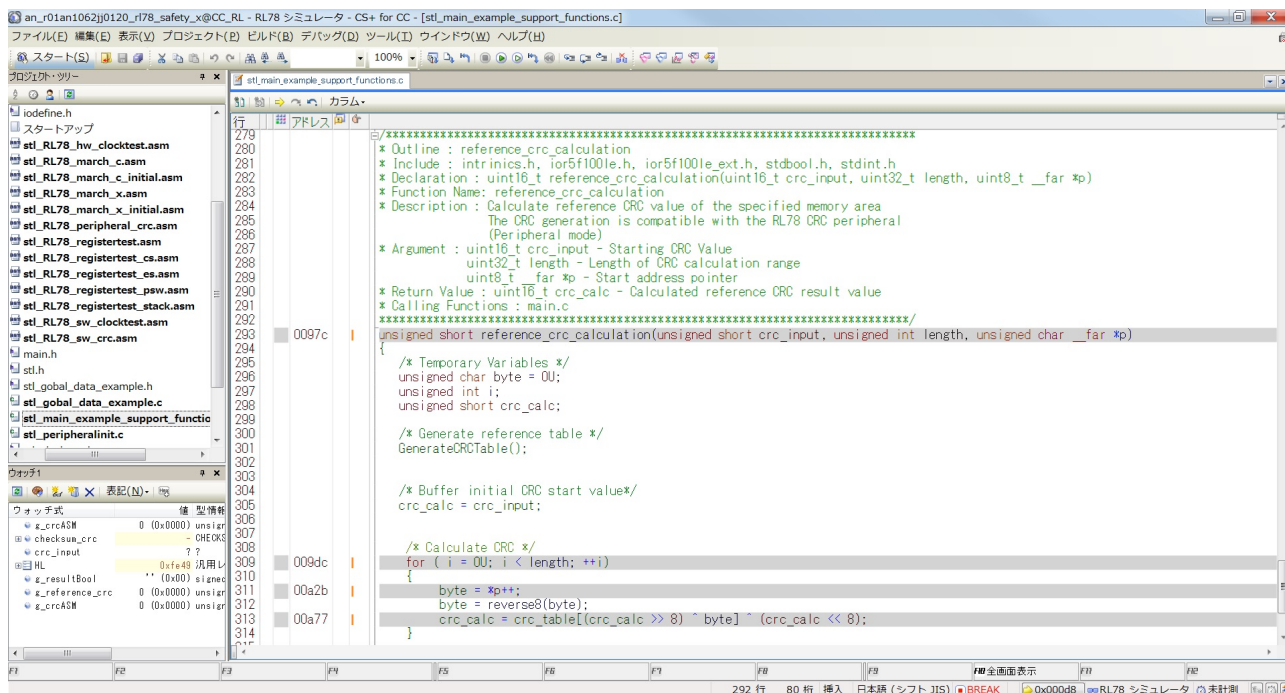 an_r01an1062jj0120_rl78_safety_x@CC_RL - RL78 シミュレータ - CS+ for CC - [stl_main_example_support_functions.c]
ファイル(F) 編集(E) 表示(V) プロジェクト(P) ビルド(B) デバッグ(D) ツール(T) ウインドウ(W) ヘルプ(H)
スタート(S) 100%
プロジェクト・ツリー
iodefine.h
スタートアップ
stl_RL78_hw_clocktest.asm
stl_RL78_march_c.asm
stl_RL78_march_c_initial.asm
stl_RL78_march_x.asm
stl_RL78_march_x_initial.asm
stl_RL78_peripheral_crc.asm
stl_RL78_registertest.asm
stl_RL78_registertest_cs.asm
stl_RL78_registertest_es.asm
stl_RL78_registertest_psw.asm
stl_RL78_registertest_stack.asm
stl_RL78_sw_clocktest.asm
stl_RL78_sw_crc.asm
main.h
stl.h
stl_gobal_data_example.h
stl_gobal_data_example.c
stl_main_example_support_functio
stl_peripheralinit.c
ウォッチ1
表記(N)
ウォッチ式 値 型情報
g_crcASM 0 (0x0000) unsigr
checksum_crc - CHECKS
crc_input ? ?
HL 0xfe49 汎用レ
g_resultBool '' (0x00) signed
g_reference_crc 0 (0x0000) unsigr
g_crcASM 0 (0x0000) unsigr
stl_main_example_support_functions.c
カラム
行 アドレス
279 /******************************************************************************
280 * Outline : reference_crc_calculation
281 * Include : intrinics.h, ior5f100le.h, ior5f100le_ext.h, stdbool.h, stdint.h
282 * Declaration : uint16_t reference_crc_calculation(uint16_t crc_input, uint32_t length, uint8_t __far *p)
283 * Function Name: reference_crc_calculation
284 * Description : Calculate reference CRC value of the specified memory area
285 The CRC generation is compatible with the RL78 CRC peripheral
286 (Peripheral mode)
287 * Argument : uint16_t crc_input - Starting CRC Value
288 uint32_t length - Length of CRC calculation range
289 uint8_t __far *p - Start address pointer
290 * Return Value : uint16_t crc_calc - Calculated reference CRC result value
291 * Calling Functions : main.c
292 ******************************************************************************/
293 0097c unsigned short reference_crc_calculation(unsigned short crc_input, unsigned int length, unsigned char __far *p)
294 {
295 /* Temporary Variables */
296 unsigned char byte = 0U;
297 unsigned int i;
298 unsigned short crc_calc;
299
300 /* Generate reference table */
301 GenerateCRCTable();
302
303
304 /* Buffer initial CRC start value*/
305 crc_calc = crc_input;
306
307
308 /* Calculate CRC */
309 009dc for ( i = 0U; i < length; ++i)
310 {
311 00a2b byte = *p++;
312 byte = reverse8(byte);
313 00a77 crc_calc = crc_table[(crc_calc >> 8) ^ byte] ^ (crc_calc << 8);
314 }
F1 F2 F3 F4 F5 F6 F7 F8 F9 F10 全画面表示 F11 F12
292 行 80 桁 挿入 日本語 (シフト JIS) BREAK 0x000d8 RL78 シミュレータ 未計測